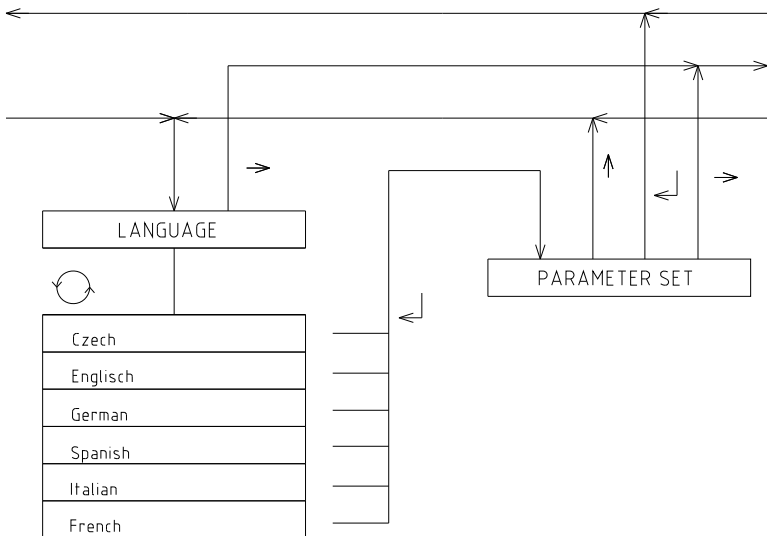 LANGUAGE
PARAMETER SET
Czech
Englisch
German
Spanish
Italian
French